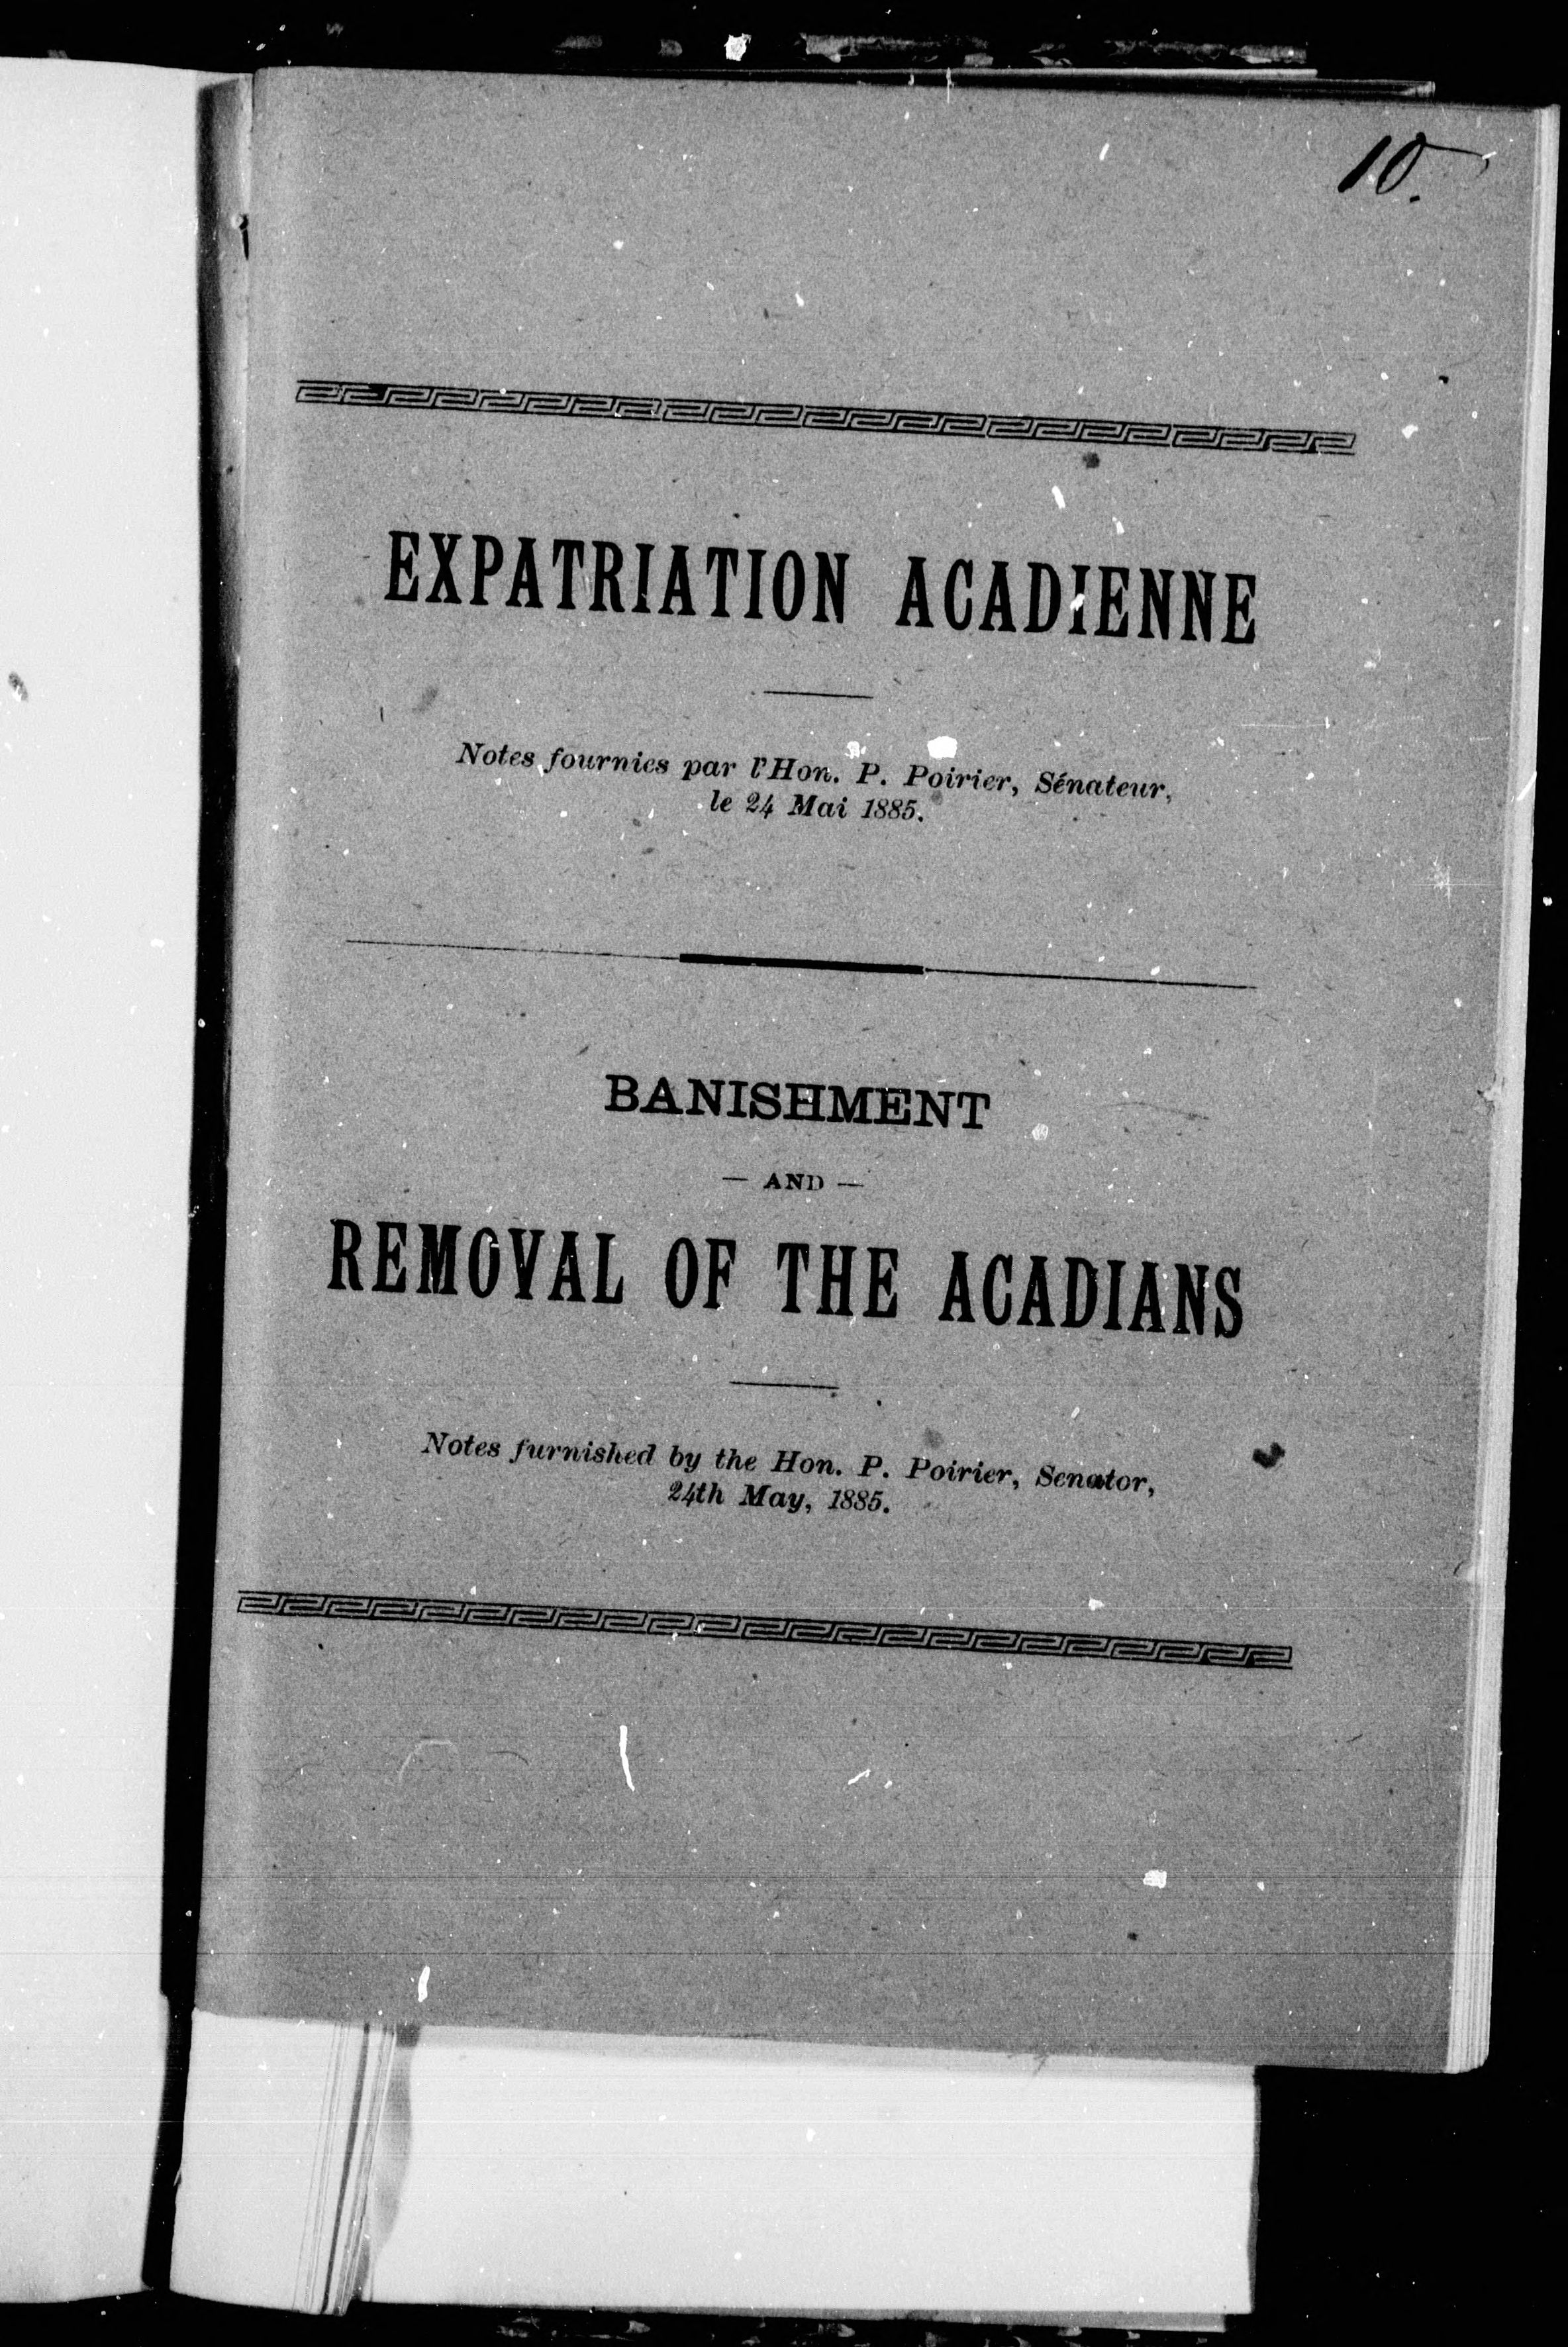 10.
EXPATRIATION ACADIENNE
Notes fournies par l'Hon. P. Poirier, Sénateur,
le 24 Mai 1885.
BANISHMENT
— AND —
REMOVAL OF THE ACADIANS
Notes furnished by the Hon. P. Poirier, Senator,
24th May, 1885.